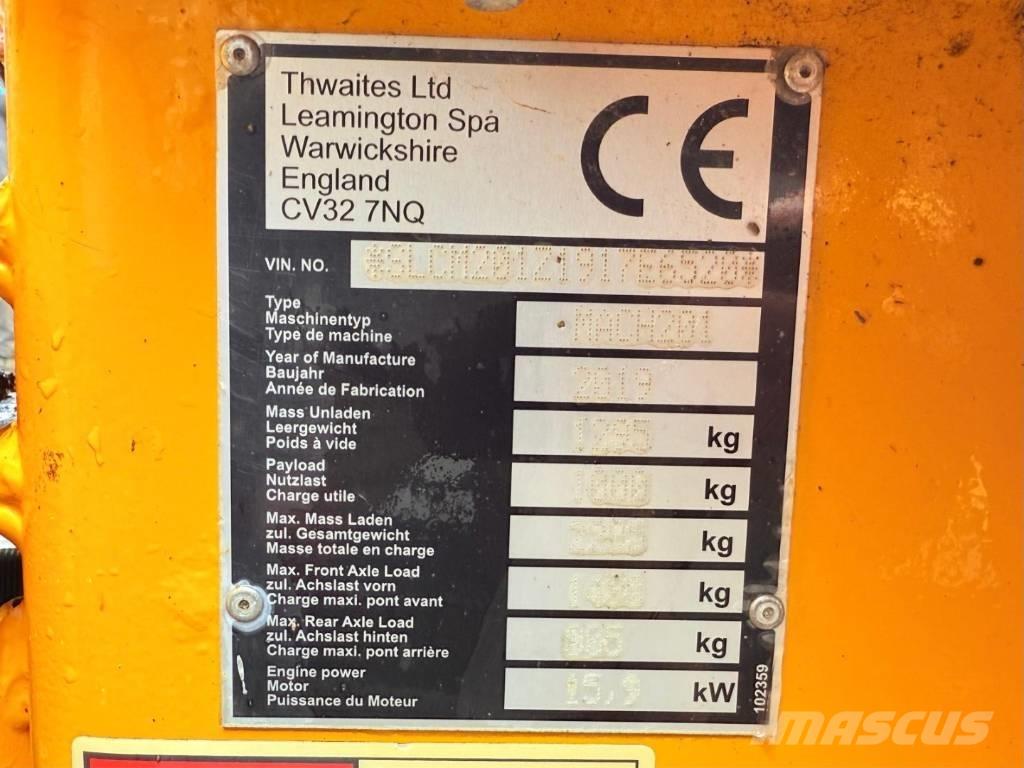 Thwaites Ltd
Leamington Spa
Warwickshire
England
CV32 7NQ
CE
VIN. NO.
Type
Maschinentyp
Type de machine
MACH201
Year of Manufacture
Baujahr
Année de Fabrication
2019
Mass Unladen
Leergewicht
Poids à vide
kg
Payload
Nutzlast
Charge utile
1000 kg
Max. Mass Laden
zul. Gesamtgewicht
Masse totale en charge
kg
Max. Front Axle Load
zul. Achslast vorn
Charge maxi. pont avant
kg
Max. Rear Axle Load
zul. Achslast hinten
Charge maxi. pont arrière
kg
Engine power
Motor
Puissance du Moteur
15.9 kW
102359
MASCUS